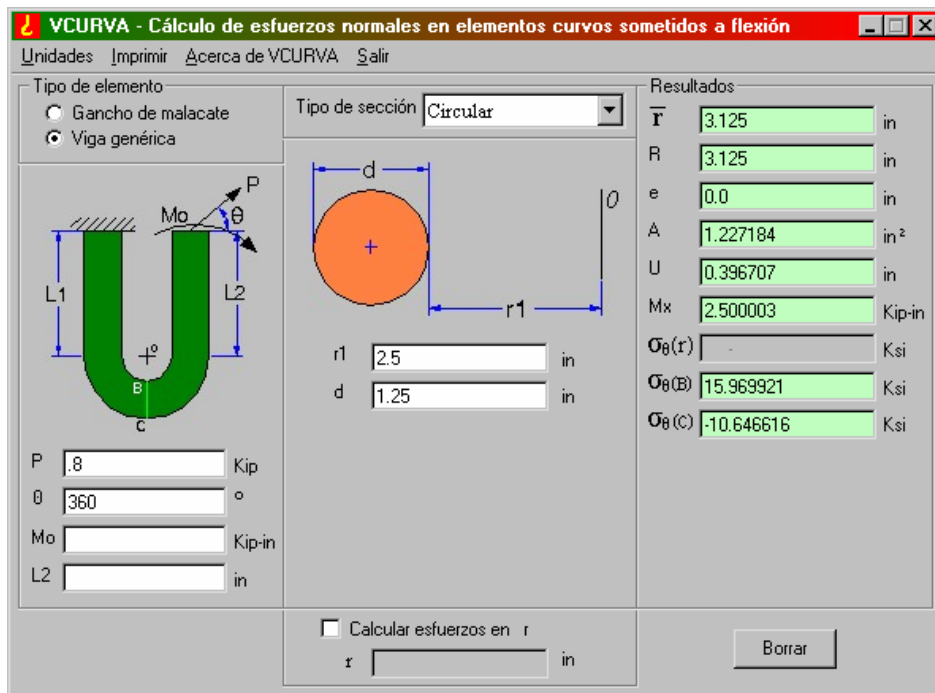 VCURVA - Cálculo de esfuerzos normales en elementos curvos sometidos a flexión
Unidades Imprimir Acerca de VCURVA Salir
Tipo de elemento
Gancho de malacate
Viga genérica
P
Mo
θ
L1
L2
o
B
C
P .8 Kip
θ 360 °
Mo Kip-in
L2 in
Tipo de sección Circular
d
O
r1
r1 2.5 in
d 1.25 in
Calcular esfuerzos en r
r in
Resultados
r̅ 3.125 in
R 3.125 in
e 0.0 in
A 1.227184 in²
U 0.396707 in
Mx 2.500003 Kip-in
σθ(r) - Ksi
σθ(B) 15.969921 Ksi
σθ(C) -10.646616 Ksi
Borrar